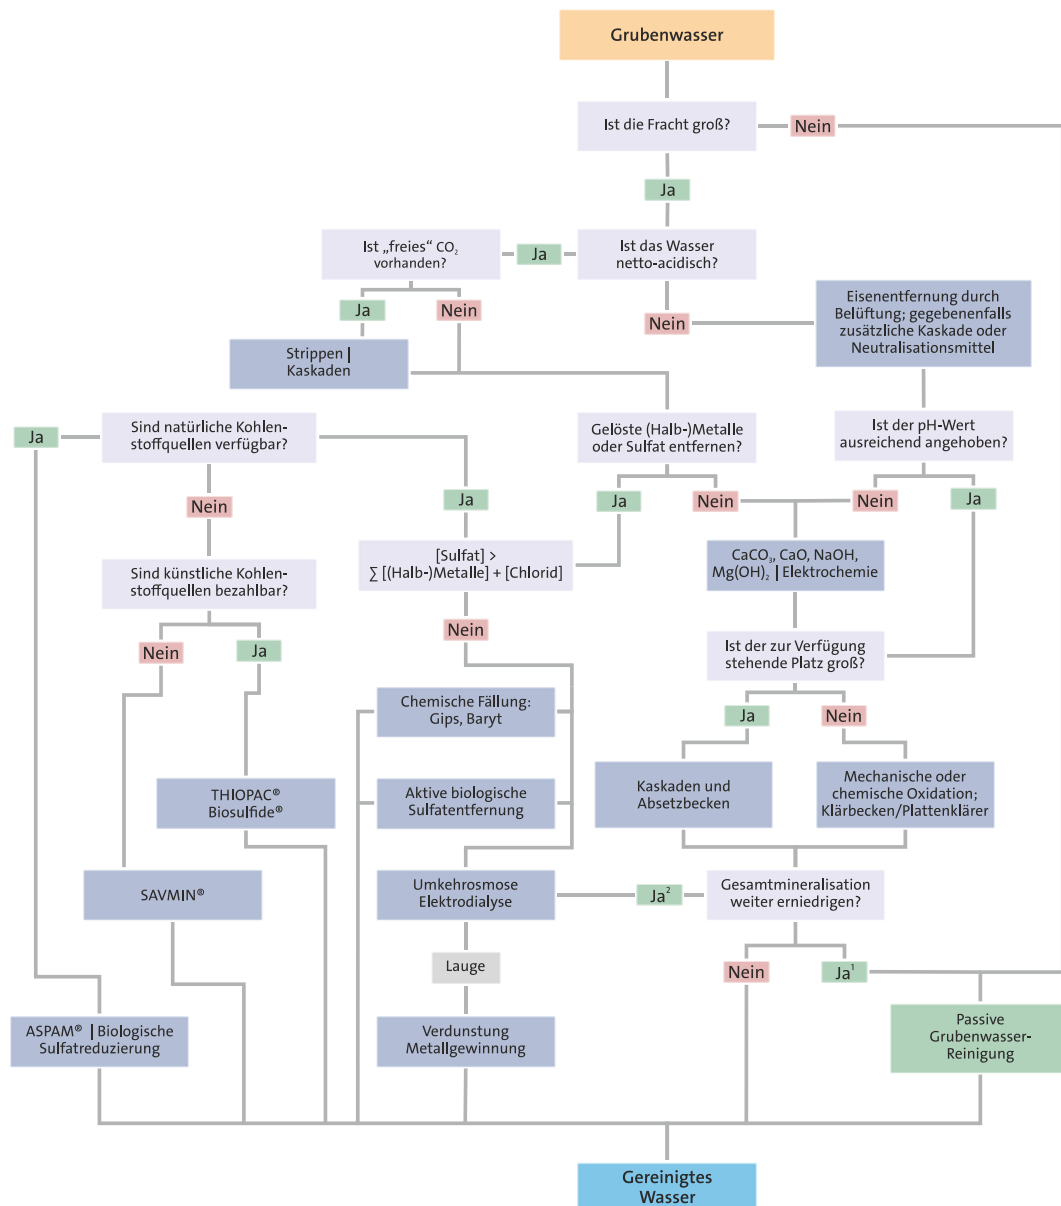 Grubenwasser
Ist die Fracht groß?
Nein
Ja
Ist „freies“ CO₂
vorhanden?
Ja
Ist das Wasser
netto-acidisch?
Ja
Nein
Nein
Eisenentfernung durch
Belüftung; gegebenenfalls
zusätzliche Kaskade oder
Neutralisationsmittel
Strippen |
Kaskaden
Ja
Sind natürliche Kohlen-
stoffquellen verfügbar?
Gelöste (Halb-)Metalle
oder Sulfat entfernen?
Ist der pH-Wert
ausreichend angehoben?
Nein
Ja
Ja
Nein
Nein
Ja
[Sulfat] >
∑ [(Halb-)Metalle] + [Chlorid]
CaCO₃, CaO, NaOH,
Mg(OH)₂ | Elektrochemie
Sind künstliche Kohlen-
stoffquellen bezahlbar?
Nein
Nein
Ja
Ist der zur Verfügung
stehende Platz groß?
Chemische Fällung:
Gips, Baryt
Ja
Nein
THIOPAC®
Biosulfide®
Aktive biologische
Sulfatentfernung
Kaskaden und
Absetzbecken
Mechanische oder
chemische Oxidation;
Klärbecken/Plattenklärer
SAVMIN®
Umkehrosmose
Elektrodialyse
Ja²
Gesamtmineralisation
weiter erniedrigen?
Lauge
Nein
Ja¹
ASPAM® | Biologische
Sulfatreduzierung
Verdunstung
Metallgewinnung
Passive
Grubenwasser-
Reinigung
Gereinigtes
Wasser